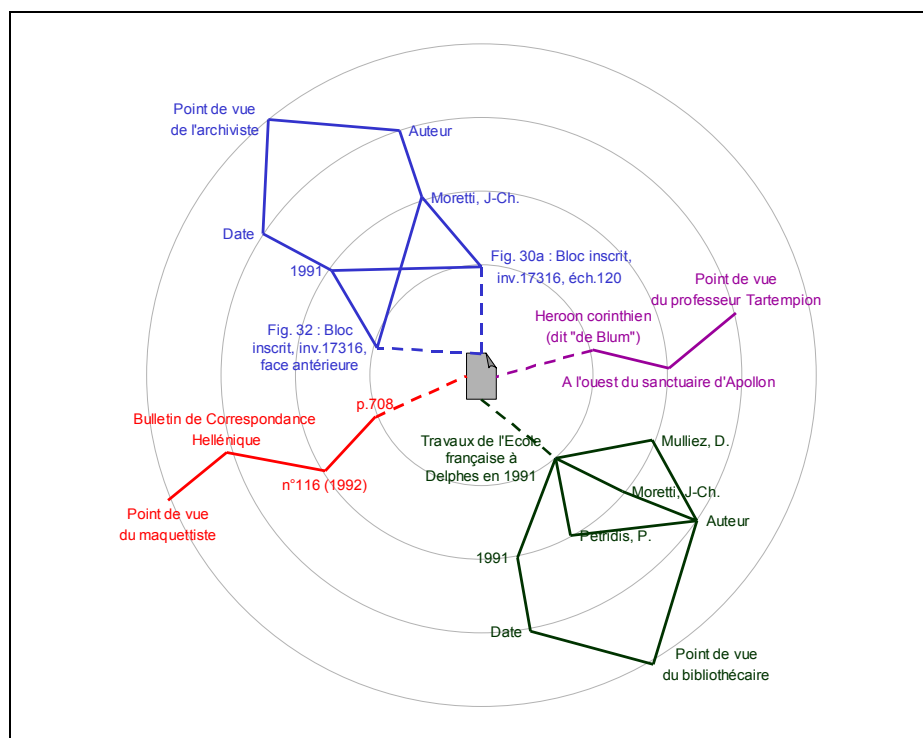 Point de vue
de l'archiviste
Auteur
Moretti, J-Ch.
Date
1991
Fig. 30a : Bloc inscrit,
inv.17316, éch.120
Fig. 32 : Bloc
inscrit, inv.17316,
face antérieure
Point de vue
du professeur Tartempion
Heroon corinthien
(dit "de Blum")
A l'ouest du sanctuaire d'Apollon
p.708
Bulletin de Correspondance
Hellénique
n°116 (1992)
Point de vue
du maquettiste
Travaux de l'Ecole
française à
Delphes en 1991
Mulliez, D.
Moretti, J-Ch.
Auteur
Petridis, P.
1991
Date
Point de vue
du bibliothécaire